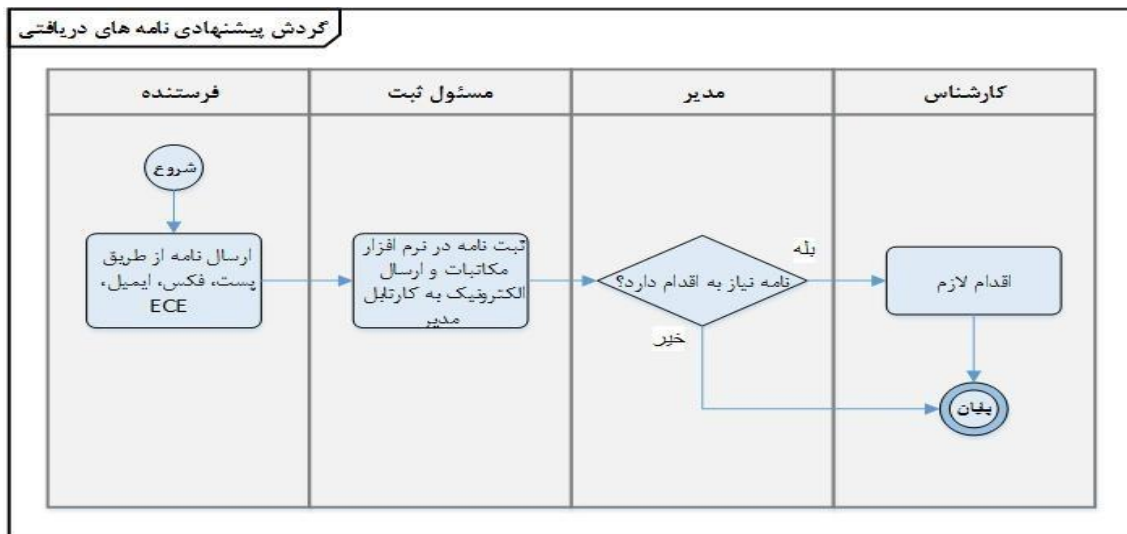 گردش پیشنهادی نامه های دریافتی
فرستنده
مسئول ثبت
مدیر
کارشناس
شروع
ارسال نامه از طریق
پست، فکس، ایمیل،
ECE
ثبت نامه در نرم افزار
مکاتبات و ارسال
الکترونیک به کارتابل
مدیر
نامه نیاز به اقدام دارد؟
بله
خیر
اقدام لازم
پایان